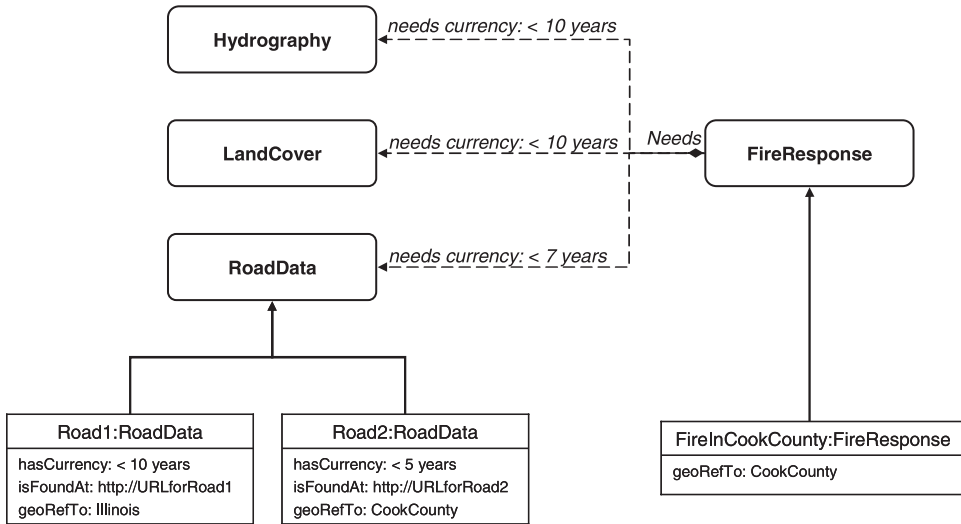 needs currency: < 10 years
Hydrography
LandCover
needs currency: < 10 years
Needs
FireResponse
RoadData
needs currency: < 7 years
Road1:RoadData
hasCurrency: < 10 years
isFoundAt: http://URLforRoad1
geoRefTo: Illinois
Road2:RoadData
hasCurrency: < 5 years
isFoundAt: http://URLforRoad2
geoRefTo: CookCounty
FireInCookCounty:FireResponse
geoRefTo: CookCounty